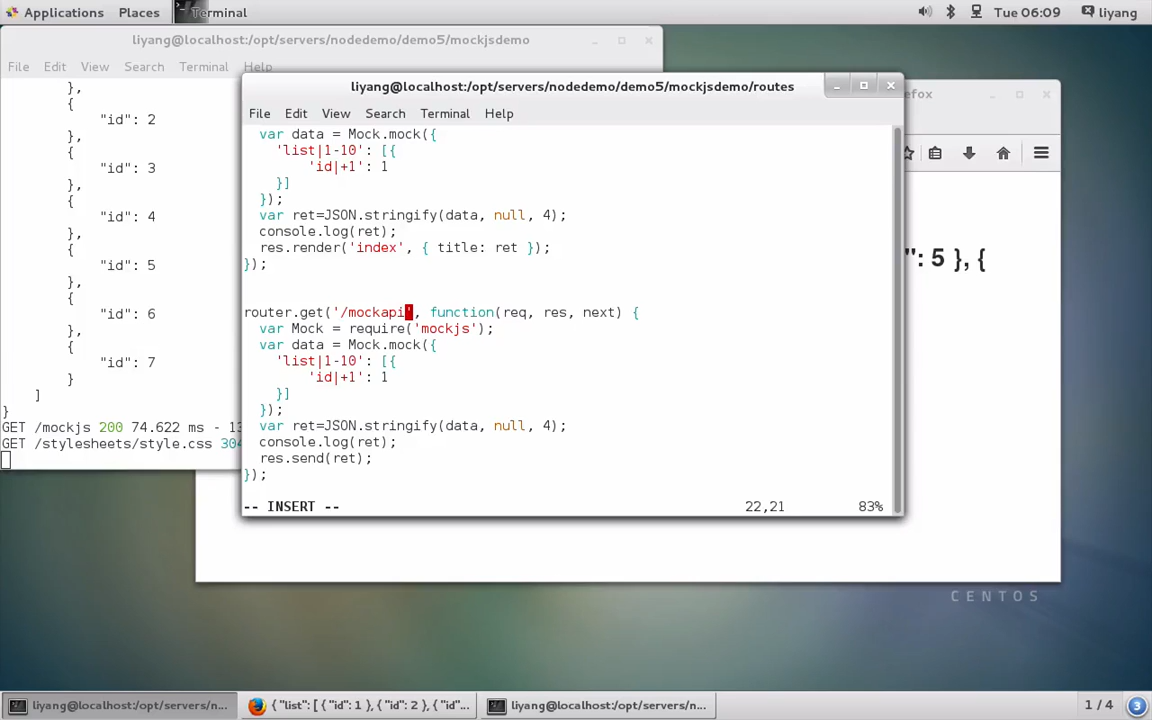 Applications Places Terminal Tue 06:09 liyang
liyang@localhost:/opt/servers/nodedemo/demo5/mockjsdemo
File Edit View Search Terminal Help
},
{
"id": 2
},
{
"id": 3
},
{
"id": 4
},
{
"id": 5
},
{
"id": 6
},
{
"id": 7
}
]
}
GET /mockjs 200 74.622 ms - 13
GET /stylesheets/style.css 304
liyang@localhost:/opt/servers/nodedemo/demo5/mockjsdemo/routes
File Edit View Search Terminal Help
var data = Mock.mock({
'list|1-10': [{
'id|+1': 1
}]
});
var ret=JSON.stringify(data, null, 4);
console.log(ret);
res.render('index', { title: ret });
});
router.get('/mockapi', function(req, res, next) {
var Mock = require('mockjs');
var data = Mock.mock({
'list|1-10': [{
'id|+1': 1
}]
});
var ret=JSON.stringify(data, null, 4);
console.log(ret);
res.send(ret);
});
-- INSERT -- 22,21 83%
": 5 }, {
CENTOS
liyang@localhost:/opt/servers/n... { "list": [ { "id": 1 }, { "id": 2 }, { "id"... liyang@localhost:/opt/servers/n... 1 / 4 3